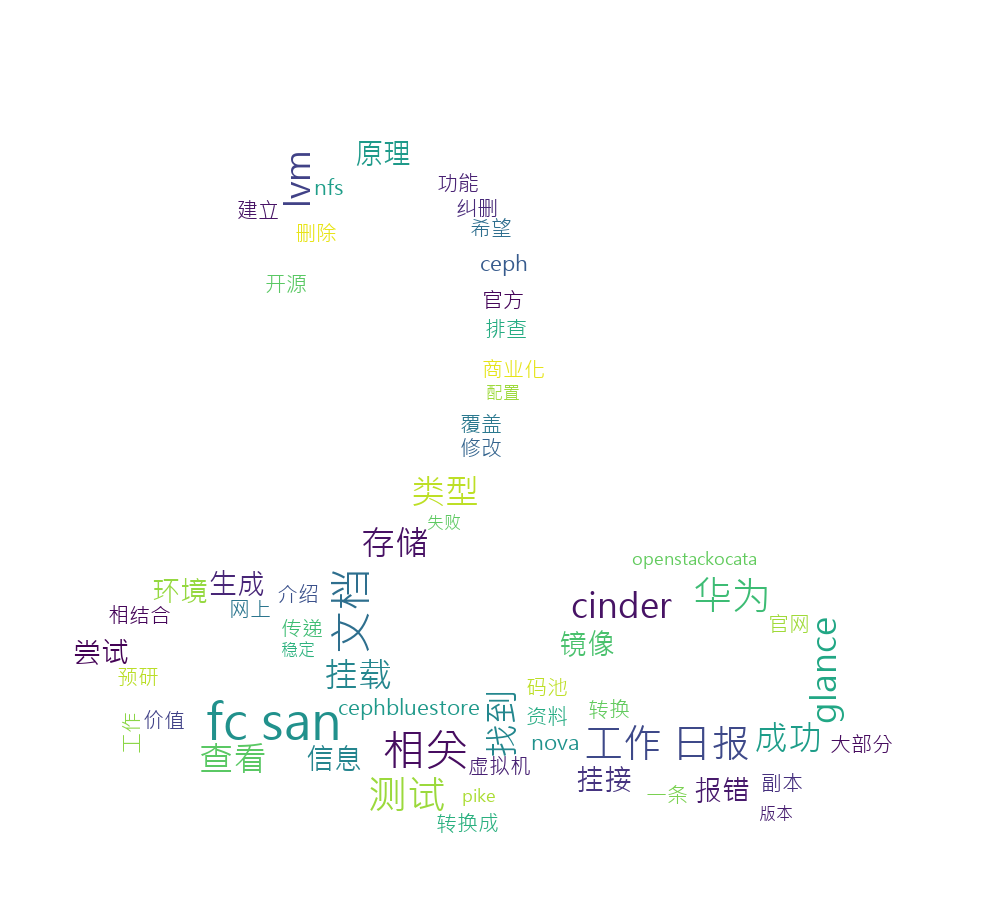 原理
lvm
nfs
功能
建立
纠删
希望
删除
ceph
开源
官方
排查
商业化
配置
覆盖
修改
类型
失败
存储
openstackocata
环境
生成
介绍
文档
cinder
华为
网上
相结合
传递
镜像
官网
尝试
稳定
glance
预研
挂载
码池
cephbluestore
找到
资料
转换
工作
价值
fc san
查看
信息
相关
虚拟机
nova
工作 日报
成功
大部分
测试
pike
挂接
一条
报错
副本
转换成
版本